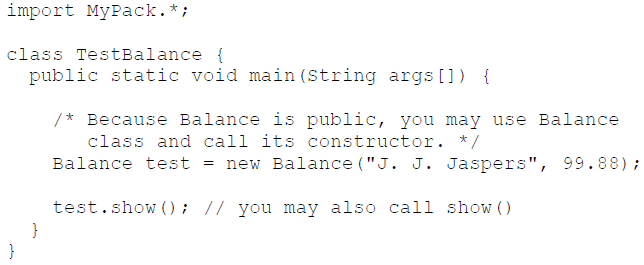 import MyPack.*;
class TestBalance {
public static void main(String args[]) {
/* Because Balance is public, you may use Balance
class and call its constructor. */
Balance test = new Balance("J. J. Jaspers", 99.88);
test.show(); // you may also call show()
}
}